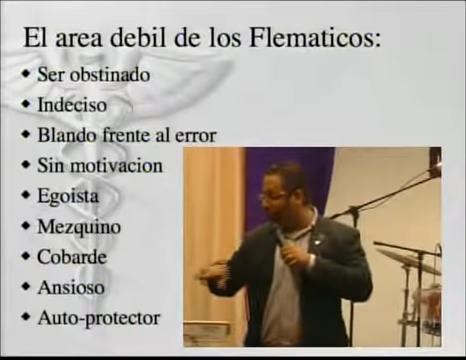 El area debil de los Flematicos:
Ser obstinado
Indeciso
Blando frente al error
Sin motivacion
Egoista
Mezquino
Cobarde
Ansioso
Auto-protector